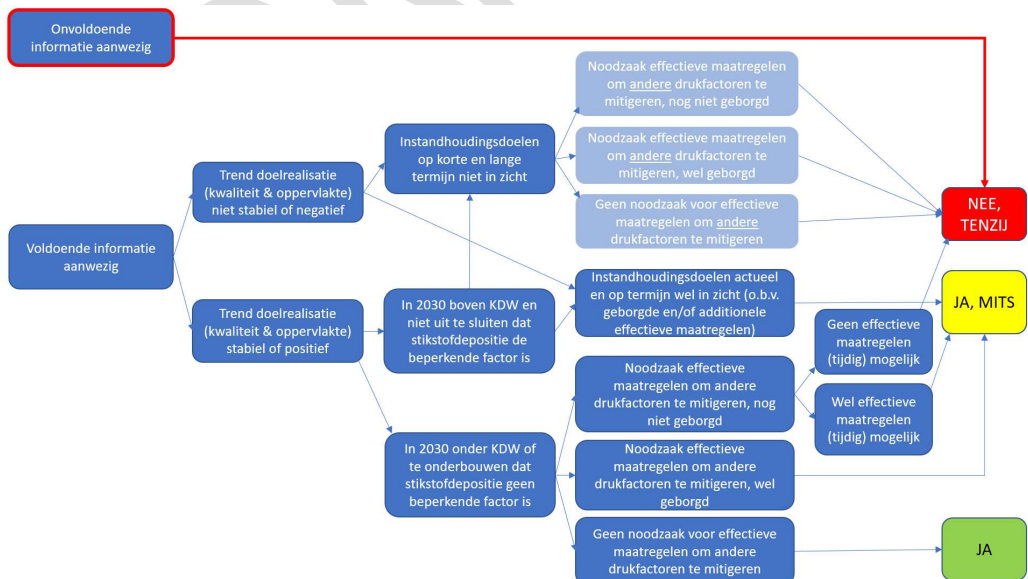 Onvoldoende
informatie aanwezig
Noodzaak effectieve maatregelen
om andere drukfactoren te
mitigeren, nog niet geborgd
Instandhoudingsdoelen
op korte en lange
termijn niet in zicht
Noodzaak effectieve maatregelen
om andere drukfactoren te
mitigeren, wel geborgd
Trend doelrealisatie
(kwaliteit & oppervlakte)
niet stabiel of negatief
Geen noodzaak voor effectieve
maatregelen om andere
drukfactoren te mitigeren
NEE,
TENZIJ
Voldoende informatie
aanwezig
Trend doelrealisatie
(kwaliteit & oppervlakte)
stabiel of positief
In 2030 boven KDW en
niet uit te sluiten dat
stikstofdepositie de
beperkende factor is
Instandhoudingsdoelen actueel
en op termijn wel in zicht (o.b.v.
geborgde en/of additionele
effectieve maatregelen)
JA, MITS
Geen effectieve
maatregelen
(tijdig) mogelijk
Noodzaak effectieve
maatregelen om andere
drukfactoren te mitigeren, nog
niet geborgd
Wel effectieve
maatregelen
(tijdig) mogelijk
In 2030 onder KDW of
te onderbouwen dat
stikstofdepositie geen
beperkende factor is
Noodzaak effectieve
maatregelen om andere
drukfactoren te mitigeren, wel
geborgd
Geen noodzaak voor effectieve
maatregelen om andere
drukfactoren te mitigeren
JA